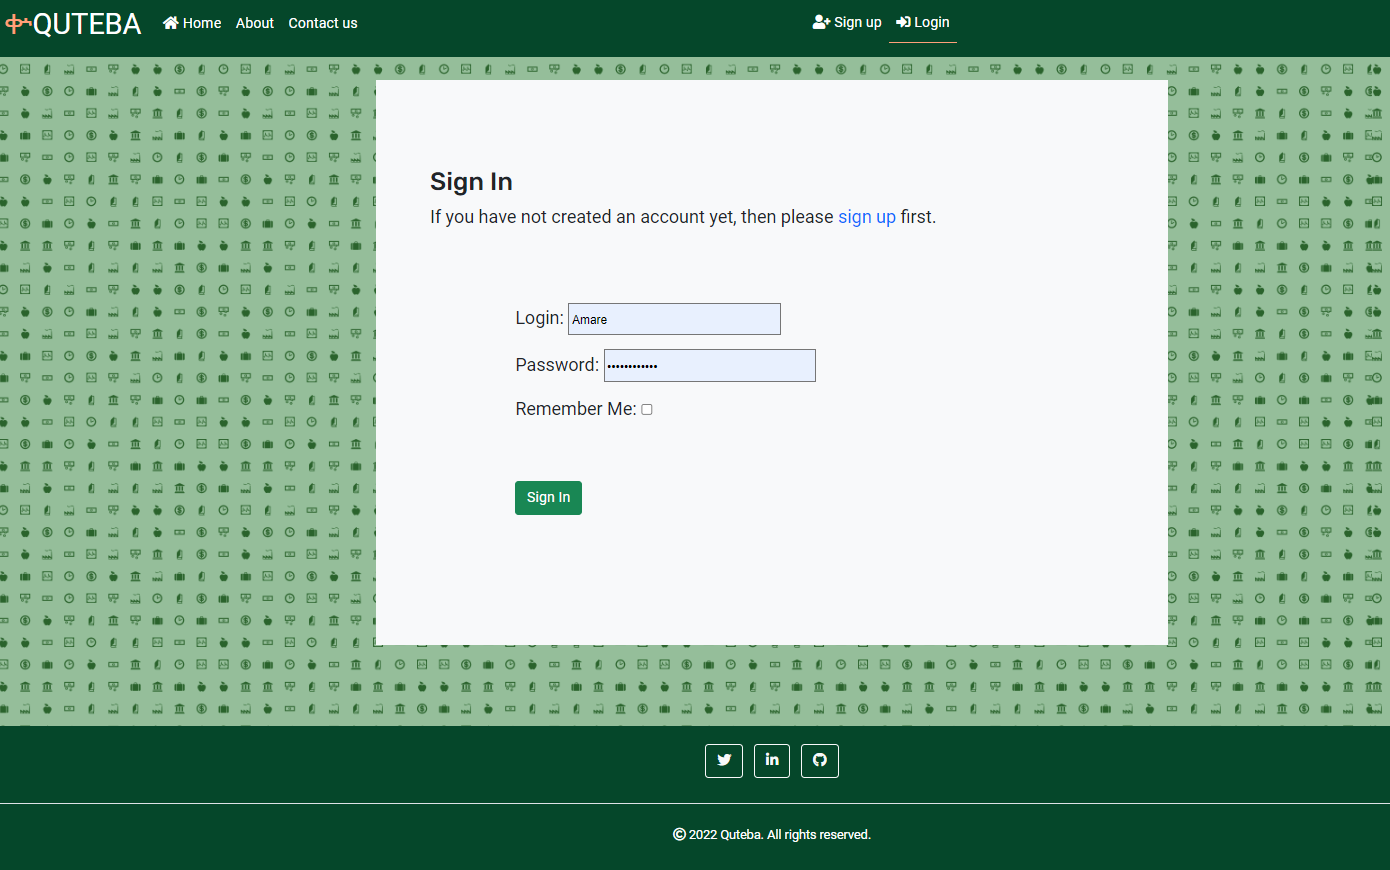 ቁጥQUTEBA Home About Contact us Sign up Login
Sign In
If you have not created an account yet, then please sign up first.
Login: Amare
Password: ••••••••••••
Remember Me:
Sign In
© 2022 Quteba. All rights reserved.